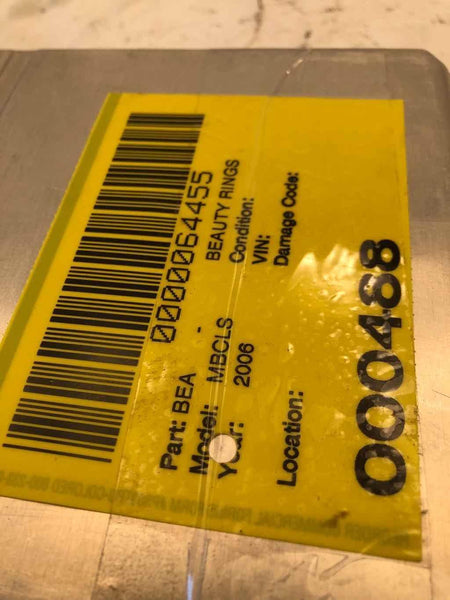 0000064455
Part: BEA - BEAUTY RINGS
Model: MBCLS Condition:
Year: 2006 VIN:
Damage Code:
Location:
000488